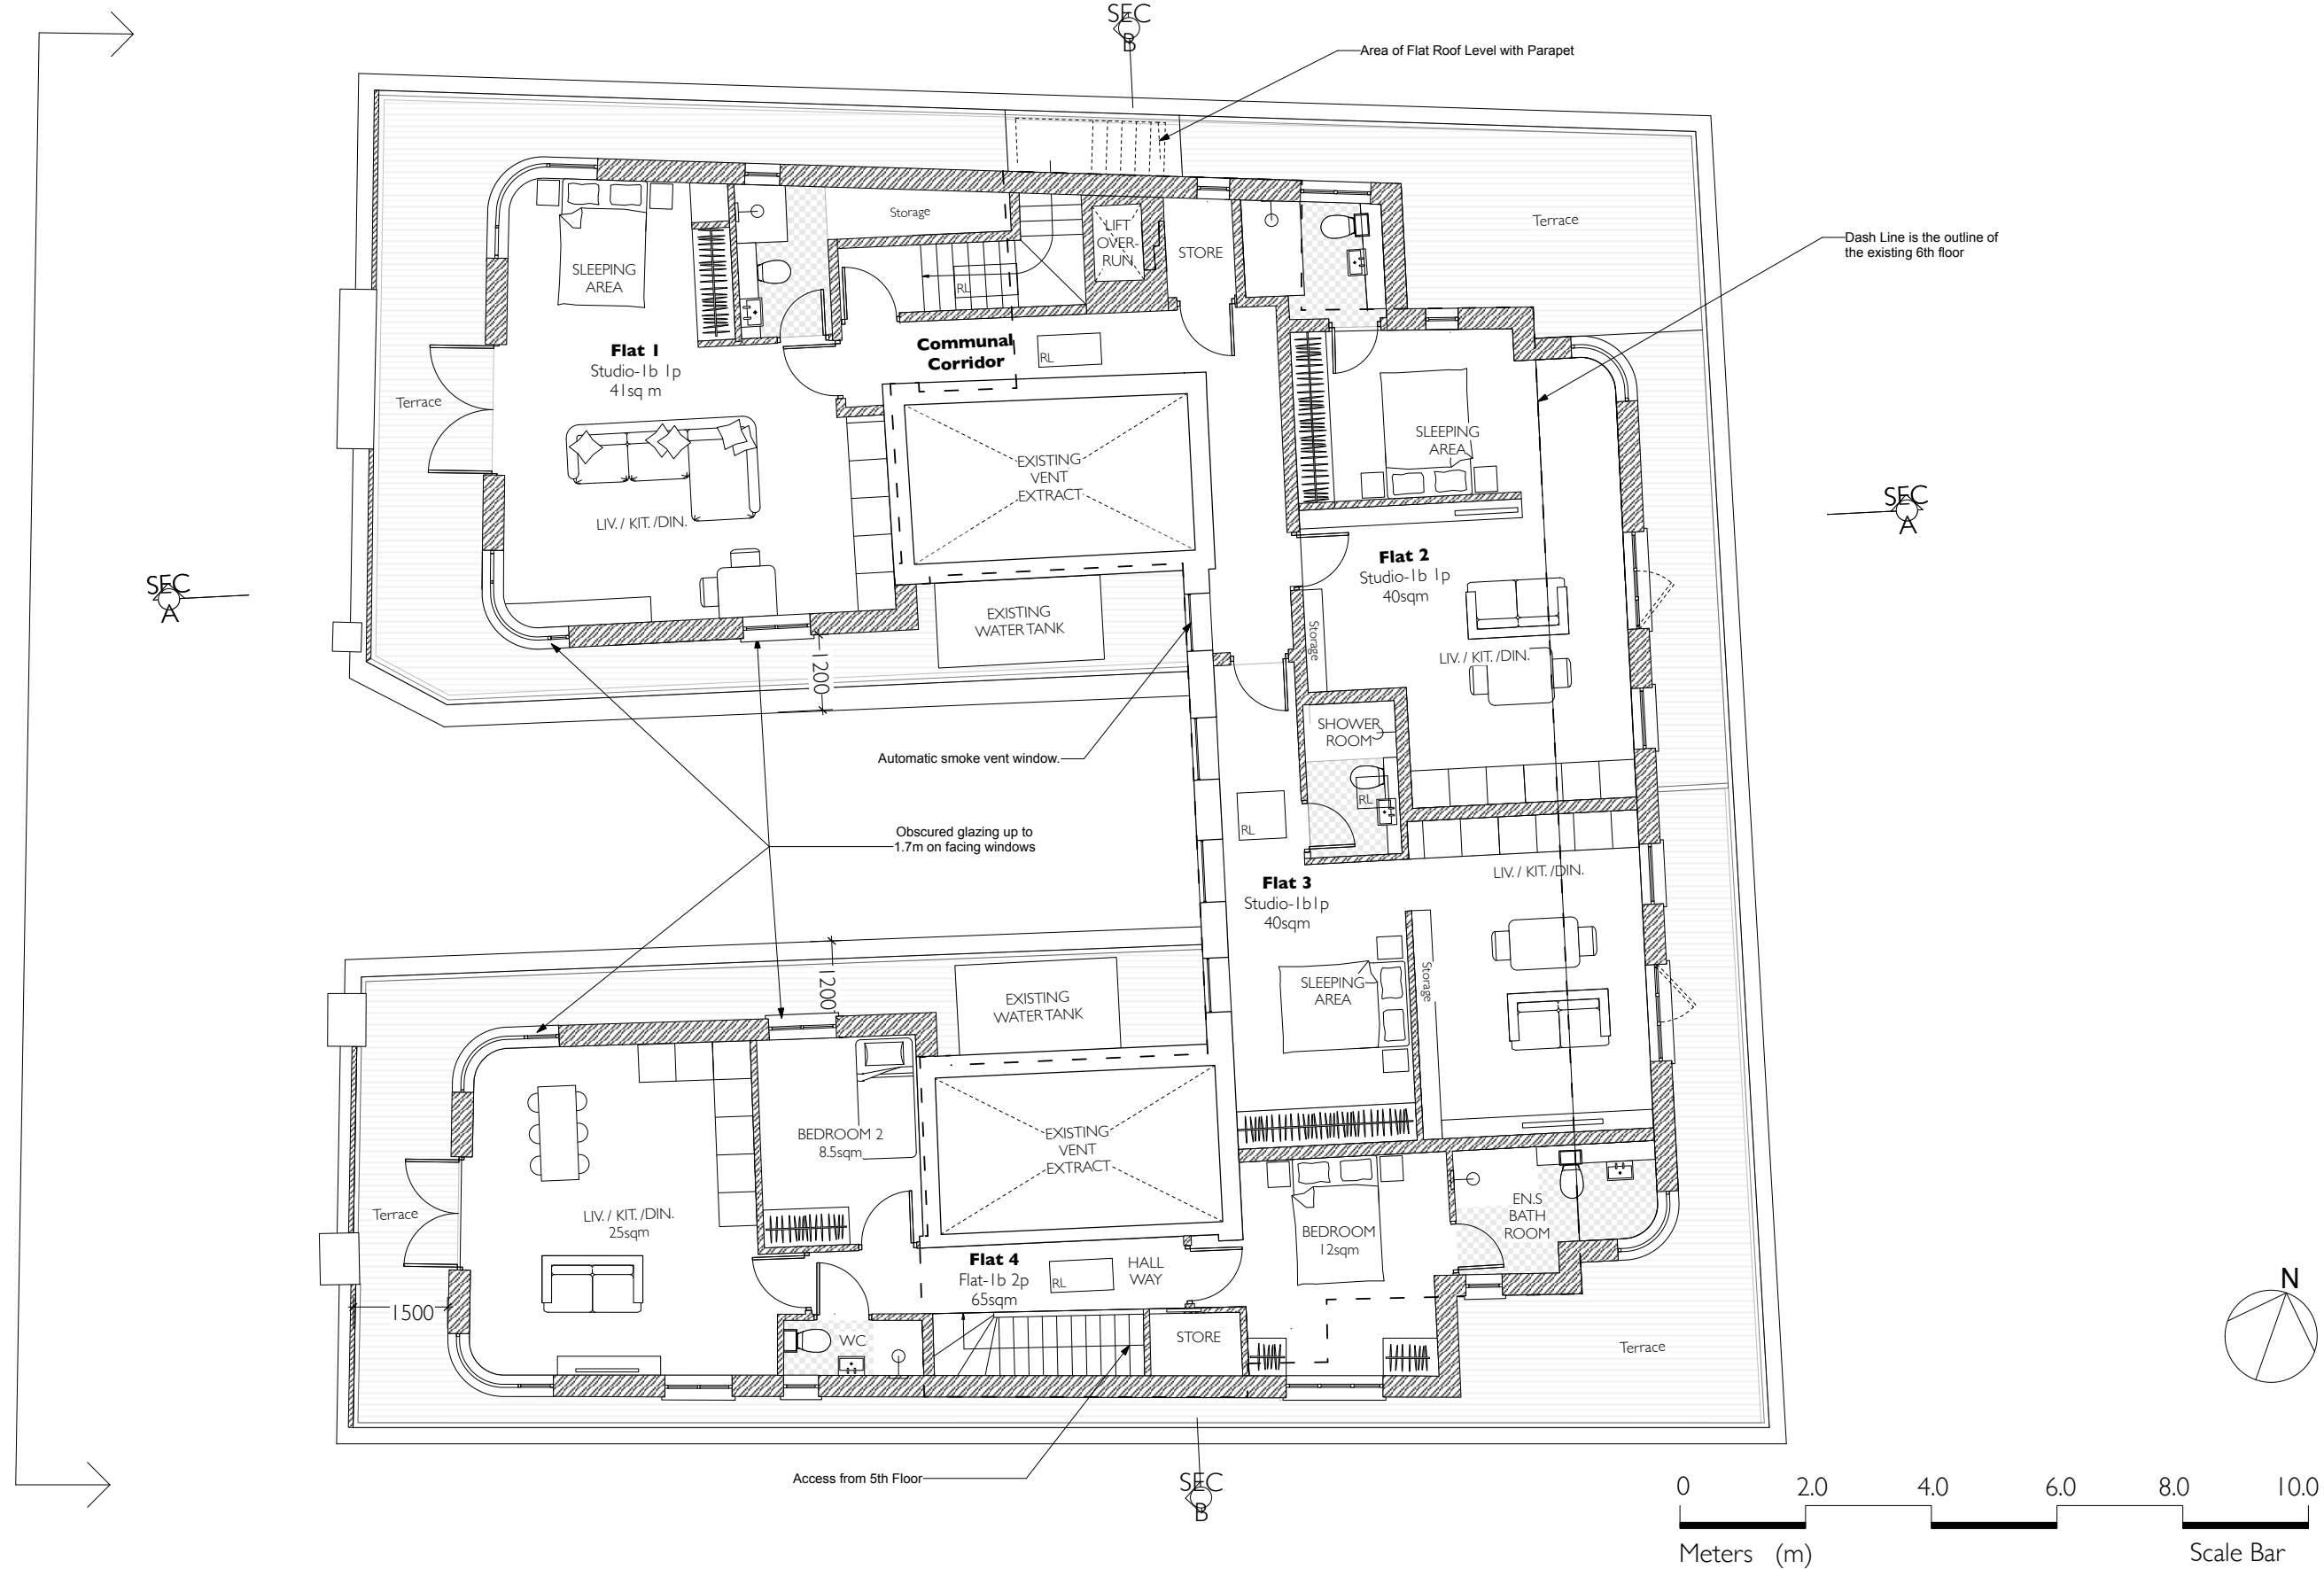 SEC
B
Area of Flat Roof Level with Parapet
Terrace
Dash Line is the outline of
the existing 6th floor
Storage
LIFT
OVER-
RUN
STORE
SLEEPING
AREA
RL
Flat 1
Studio-1b 1p
41sq m
Communal
Corridor
RL
Terrace
SLEEPING
AREA
EXISTING
VENT
EXTRACT
LIV. / KIT. /DIN.
SEC
A
Flat 2
Studio-1b 1p
40sqm
SEC
A
EXISTING
WATER TANK
Storage
LIV. / KIT. /DIN.
1200
SHOWER
ROOM
Automatic smoke vent window.
RL
RL
Obscured glazing up to
1.7m on facing windows
LIV. / KIT. /DIN.
Flat 3
Studio-1b1p
40sqm
1200
SLEEPING
AREA
Storage
EXISTING
WATER TANK
BEDROOM 2
8.5sqm
EXISTING
VENT
EXTRACT
Terrace
LIV. / KIT. /DIN.
25sqm
BEDROOM
12sqm
EN.S
BATH
ROOM
Flat 4
Flat-1b 2p
65sqm
RL
HALL
WAY
N
1500
WC
STORE
Terrace
Access from 5th Floor
SEC
B
0 2.0 4.0 6.0 8.0 10.0
Meters (m) Scale Bar